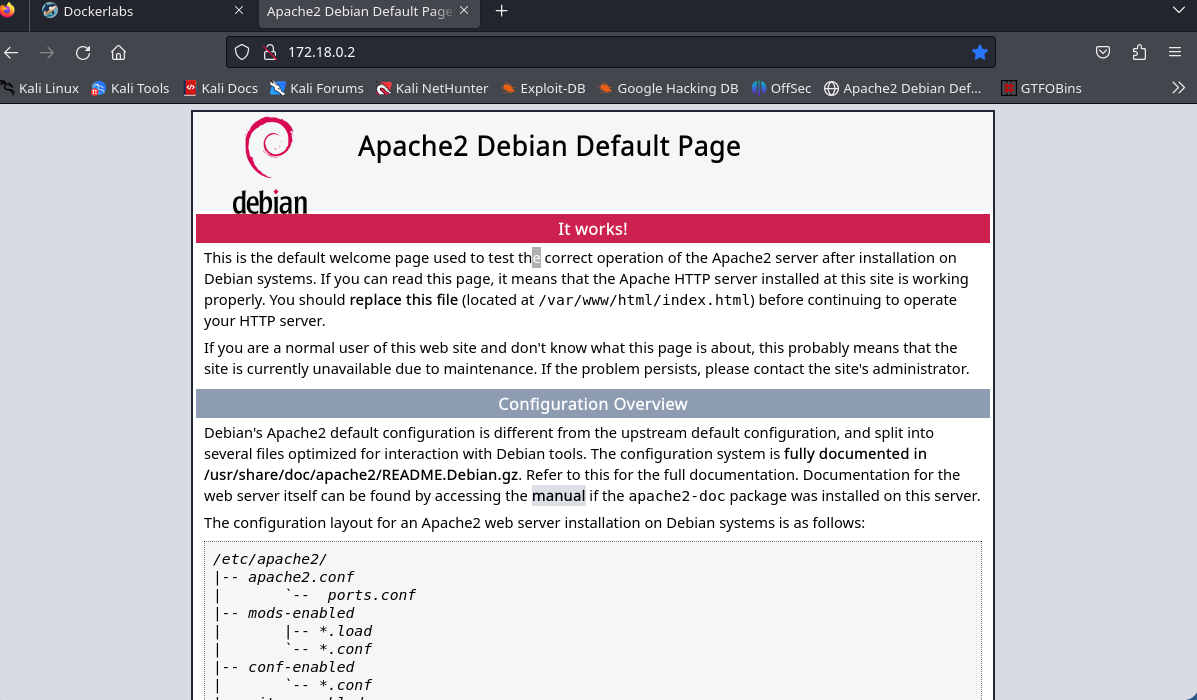 Dockerlabs
Apache2 Debian Default Page
172.18.0.2
Kali Linux Kali Tools Kali Docs Kali Forums Kali NetHunter Exploit-DB Google Hacking DB OffSec Apache2 Debian Def... GTFOBins
debian
Apache2 Debian Default Page
It works!
This is the default welcome page used to test the correct operation of the Apache2 server after installation on
Debian systems. If you can read this page, it means that the Apache HTTP server installed at this site is working
properly. You should replace this file (located at /var/www/html/index.html) before continuing to operate
your HTTP server.
If you are a normal user of this web site and don't know what this page is about, this probably means that the
site is currently unavailable due to maintenance. If the problem persists, please contact the site's administrator.
Configuration Overview
Debian's Apache2 default configuration is different from the upstream default configuration, and split into
several files optimized for interaction with Debian tools. The configuration system is fully documented in
/usr/share/doc/apache2/README.Debian.gz. Refer to this for the full documentation. Documentation for the
web server itself can be found by accessing the manual if the apache2-doc package was installed on this server.
The configuration layout for an Apache2 web server installation on Debian systems is as follows:
/etc/apache2/
|-- apache2.conf
|       `--  ports.conf
|-- mods-enabled
|       |-- *.load
|       `-- *.conf
|-- conf-enabled
|       `-- *.conf